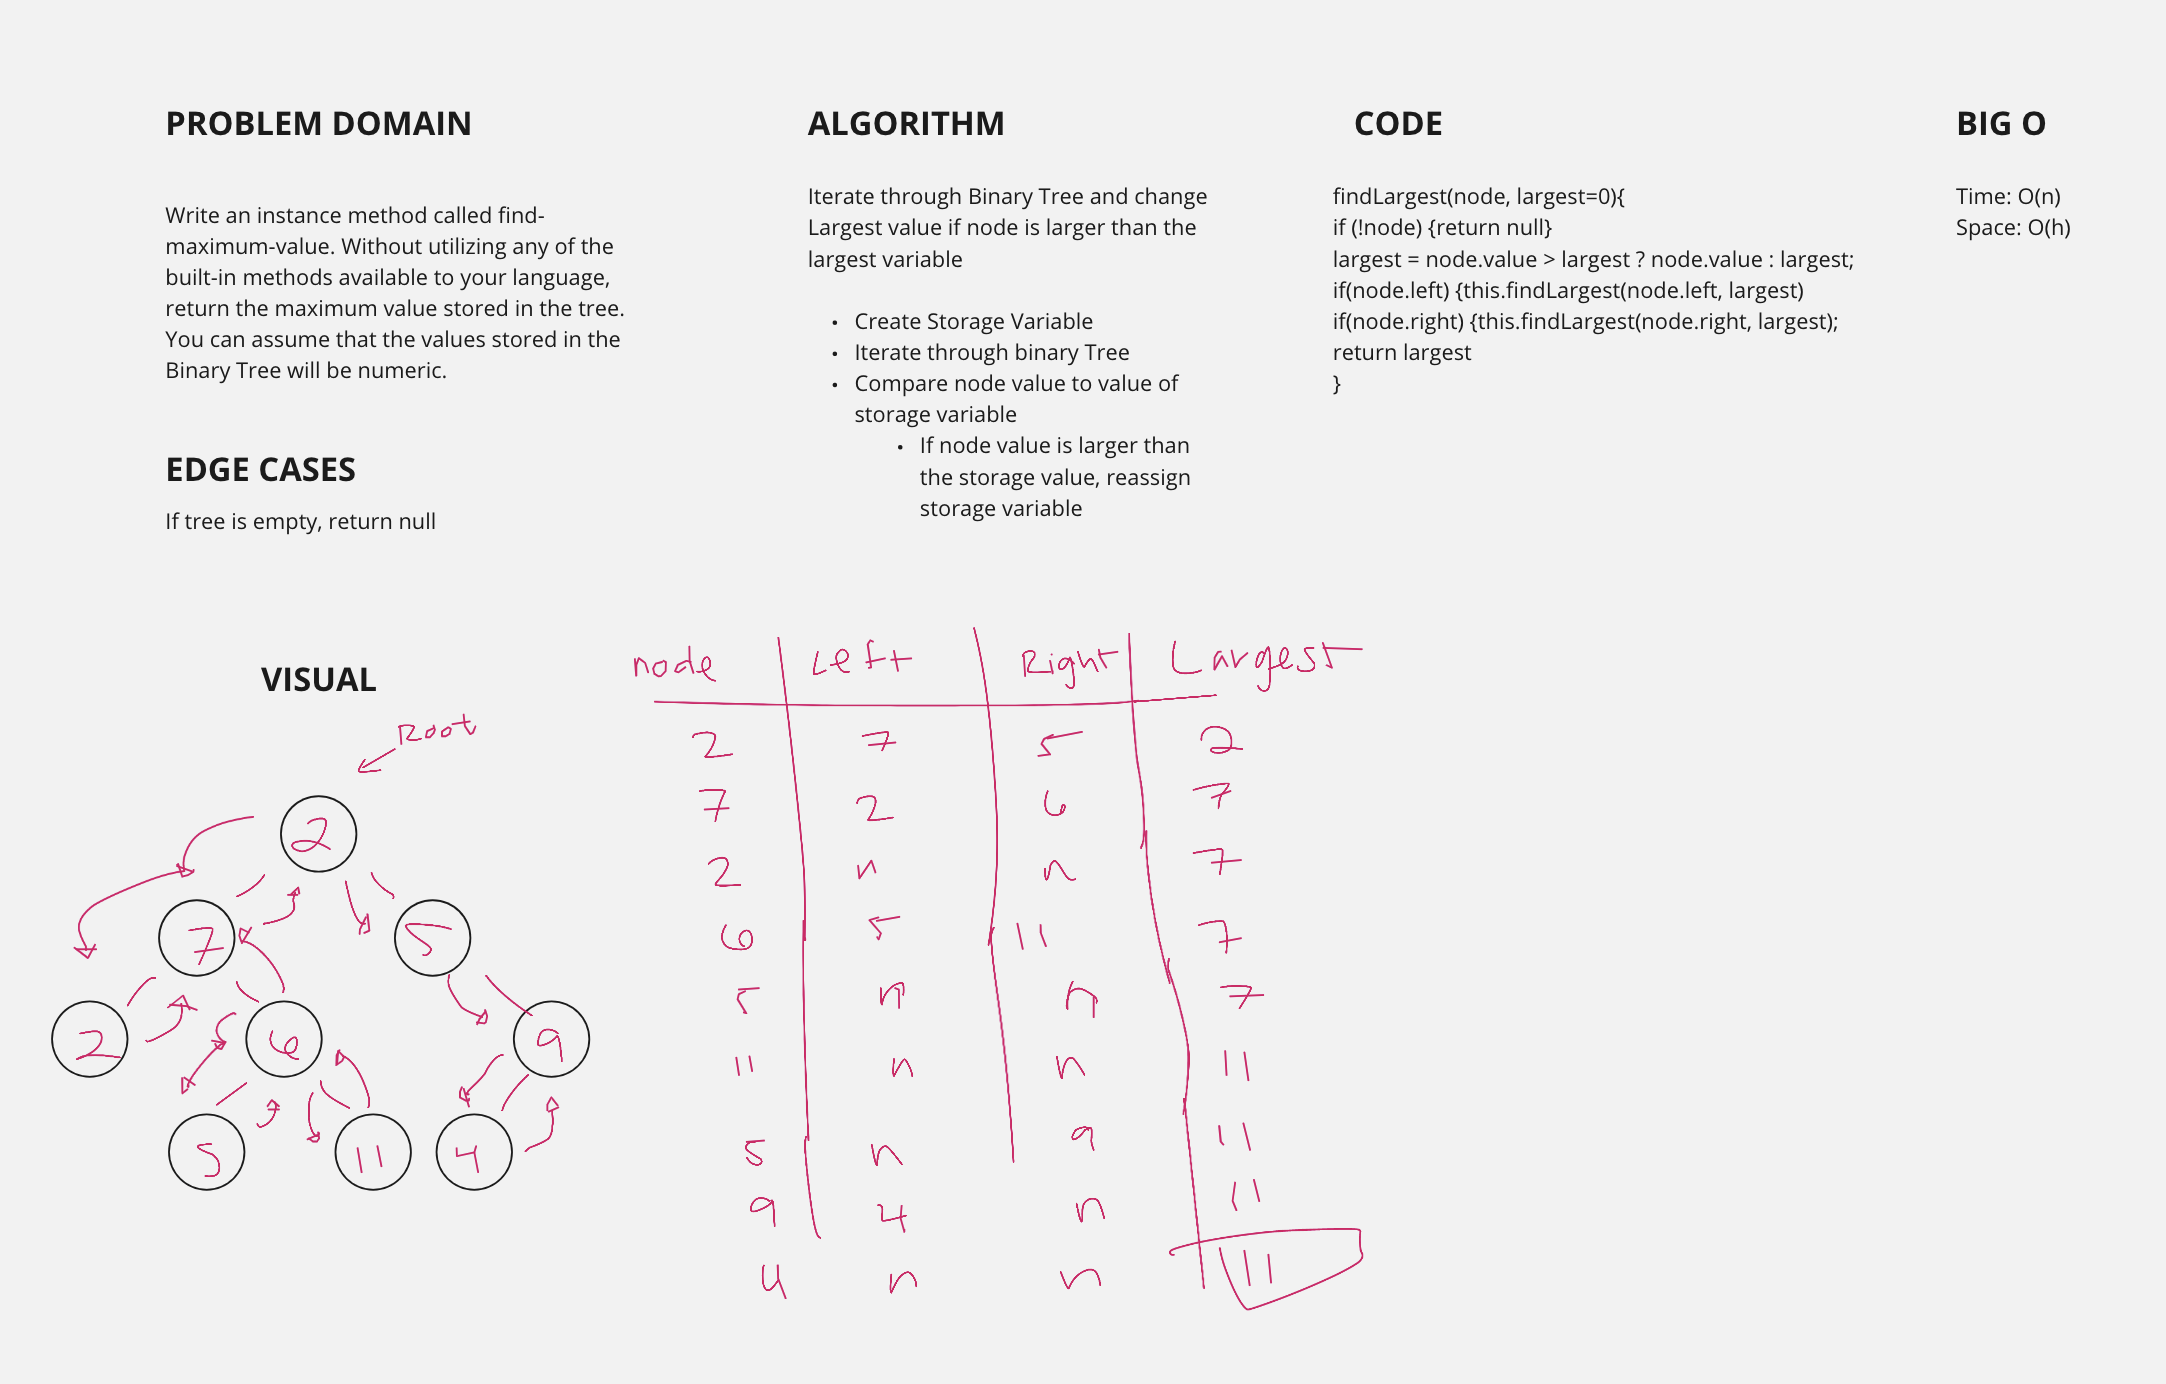 PROBLEM DOMAIN
Write an instance method called find-
maximum-value. Without utilizing any of the
built-in methods available to your language,
return the maximum value stored in the tree.
You can assume that the values stored in the
Binary Tree will be numeric.
EDGE CASES
If tree is empty, return null
ALGORITHM
Iterate through Binary Tree and change
Largest value if node is larger than the
largest variable
• Create Storage Variable
• Iterate through binary Tree
• Compare node value to value of
storage variable
• If node value is larger than
the storage value, reassign
storage variable
CODE
findLargest(node, largest=0){
if (!node) {return null}
largest = node.value > largest ? node.value : largest;
if(node.left) {this.findLargest(node.left, largest)
if(node.right) {this.findLargest(node.right, largest);
return largest
}
BIG O
Time: O(n)
Space: O(h)
VISUAL
Root
2
7 5
2 6 9
5 11 4
node Left Right Largest
2 7 5 2
7 2 6 7
2 n n 7
6 5 11 7
5 n n 7
11 n n 11
5 n 9 11
9 4 n 11
4 n n 11